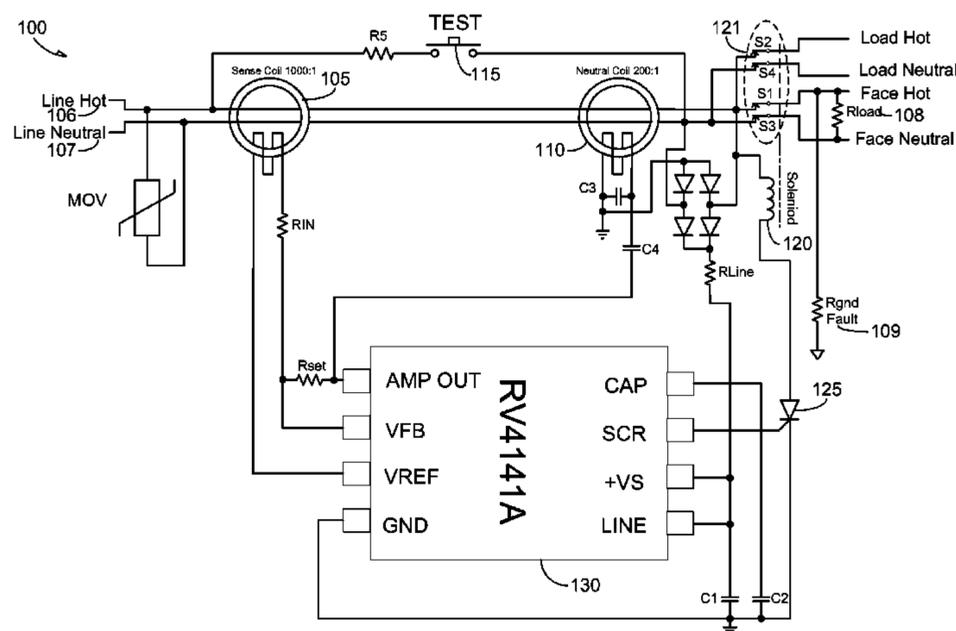 100
R5
TEST
115
121
S2
Load Hot
Sense Coil 1000:1
105
Neutral Coil 200:1
S4
Load Neutral
Line Hot
106
S1
Face Hot
Line Neutral
107
S3
Rload
108
Face Neutral
110
MOV
RIN
C3
C4
RLine
Soleniod
120
Rgnd
Fault
109
Rset
AMP OUT
CAP
125
VFB
SCR
VREF
+VS
GND
LINE
RV4141A
130
C1
C2